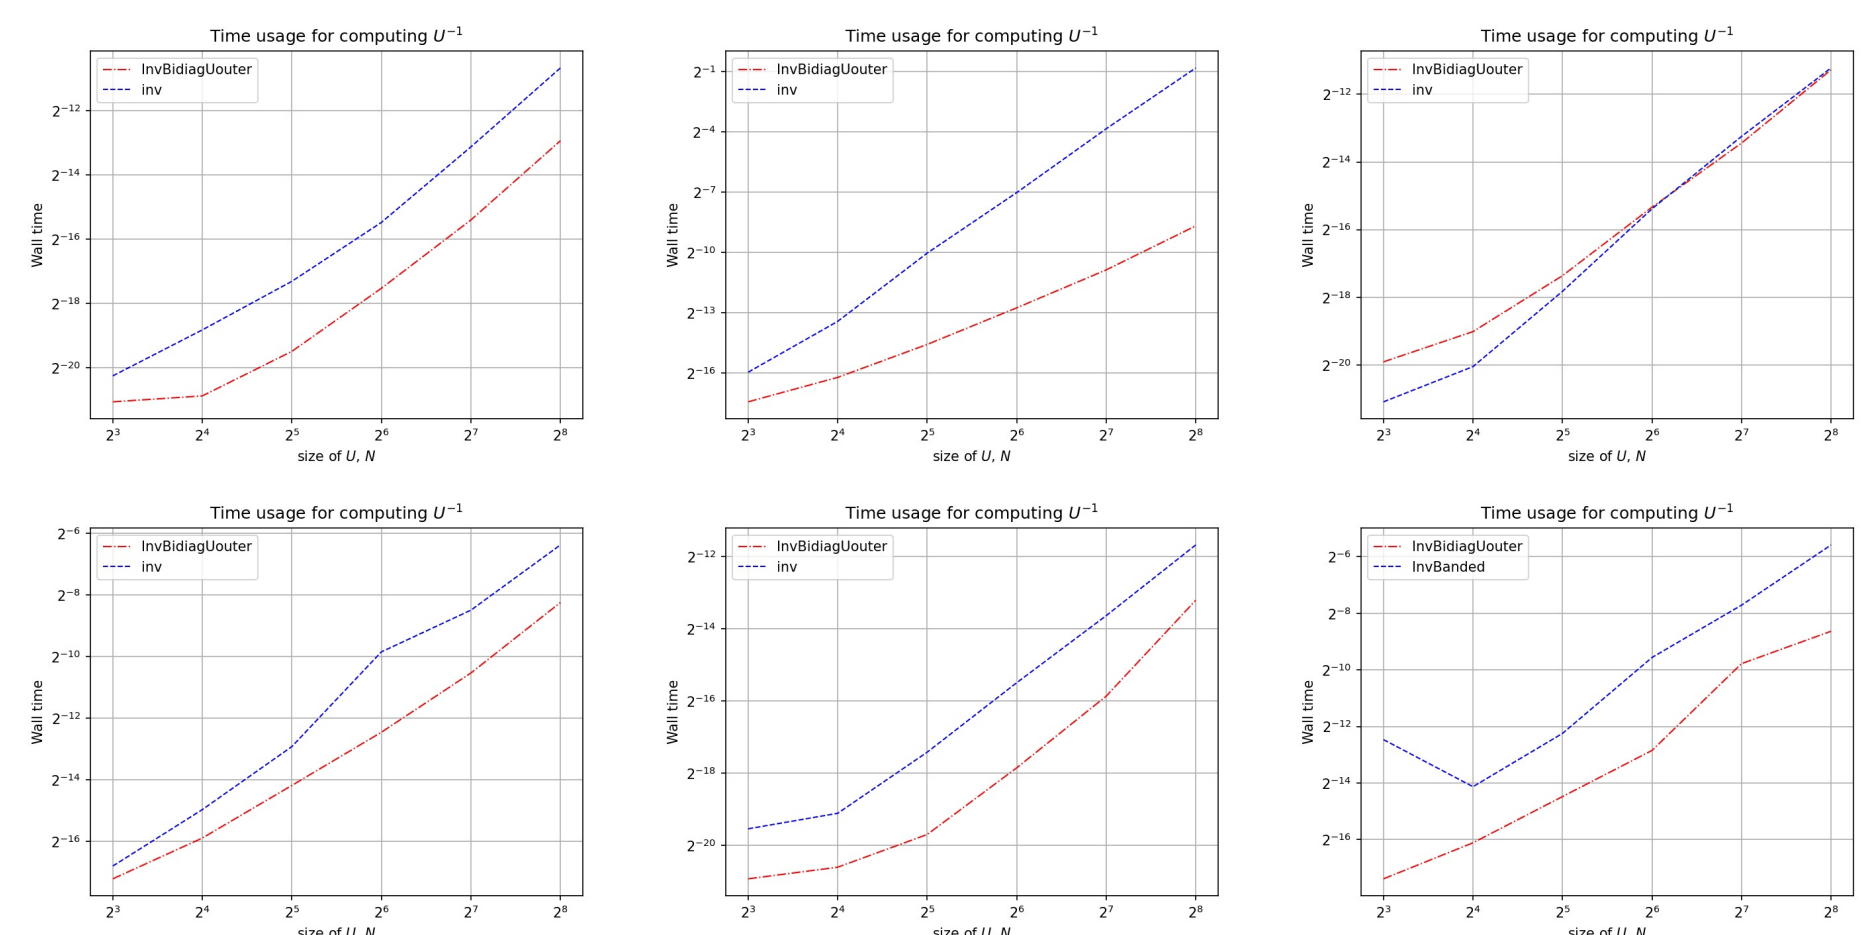 Time usage for computing U⁻¹
InvBidiagUouter
inv
Wall time
2⁻¹²
2⁻¹⁴
2⁻¹⁶
2⁻¹⁸
2⁻²⁰
2³ 2⁴ 2⁵ 2⁶ 2⁷ 2⁸
size of U, N
Time usage for computing U⁻¹
InvBidiagUouter
inv
Wall time
2⁻¹
2⁻⁴
2⁻⁷
2⁻¹⁰
2⁻¹³
2⁻¹⁶
2³ 2⁴ 2⁵ 2⁶ 2⁷ 2⁸
size of U, N
Time usage for computing U⁻¹
InvBidiagUouter
inv
Wall time
2⁻¹²
2⁻¹⁴
2⁻¹⁶
2⁻¹⁸
2⁻²⁰
2³ 2⁴ 2⁵ 2⁶ 2⁷ 2⁸
size of U, N
Time usage for computing U⁻¹
InvBidiagUouter
inv
Wall time
2⁻⁶
2⁻⁸
2⁻¹⁰
2⁻¹²
2⁻¹⁴
2⁻¹⁶
2³ 2⁴ 2⁵ 2⁶ 2⁷ 2⁸
size of U, N
Time usage for computing U⁻¹
InvBidiagUouter
inv
Wall time
2⁻¹²
2⁻¹⁴
2⁻¹⁶
2⁻¹⁸
2⁻²⁰
2³ 2⁴ 2⁵ 2⁶ 2⁷ 2⁸
size of U, N
Time usage for computing U⁻¹
InvBidiagUouter
InvBanded
Wall time
2⁻⁶
2⁻⁸
2⁻¹⁰
2⁻¹²
2⁻¹⁴
2⁻¹⁶
2³ 2⁴ 2⁵ 2⁶ 2⁷ 2⁸
size of U, N